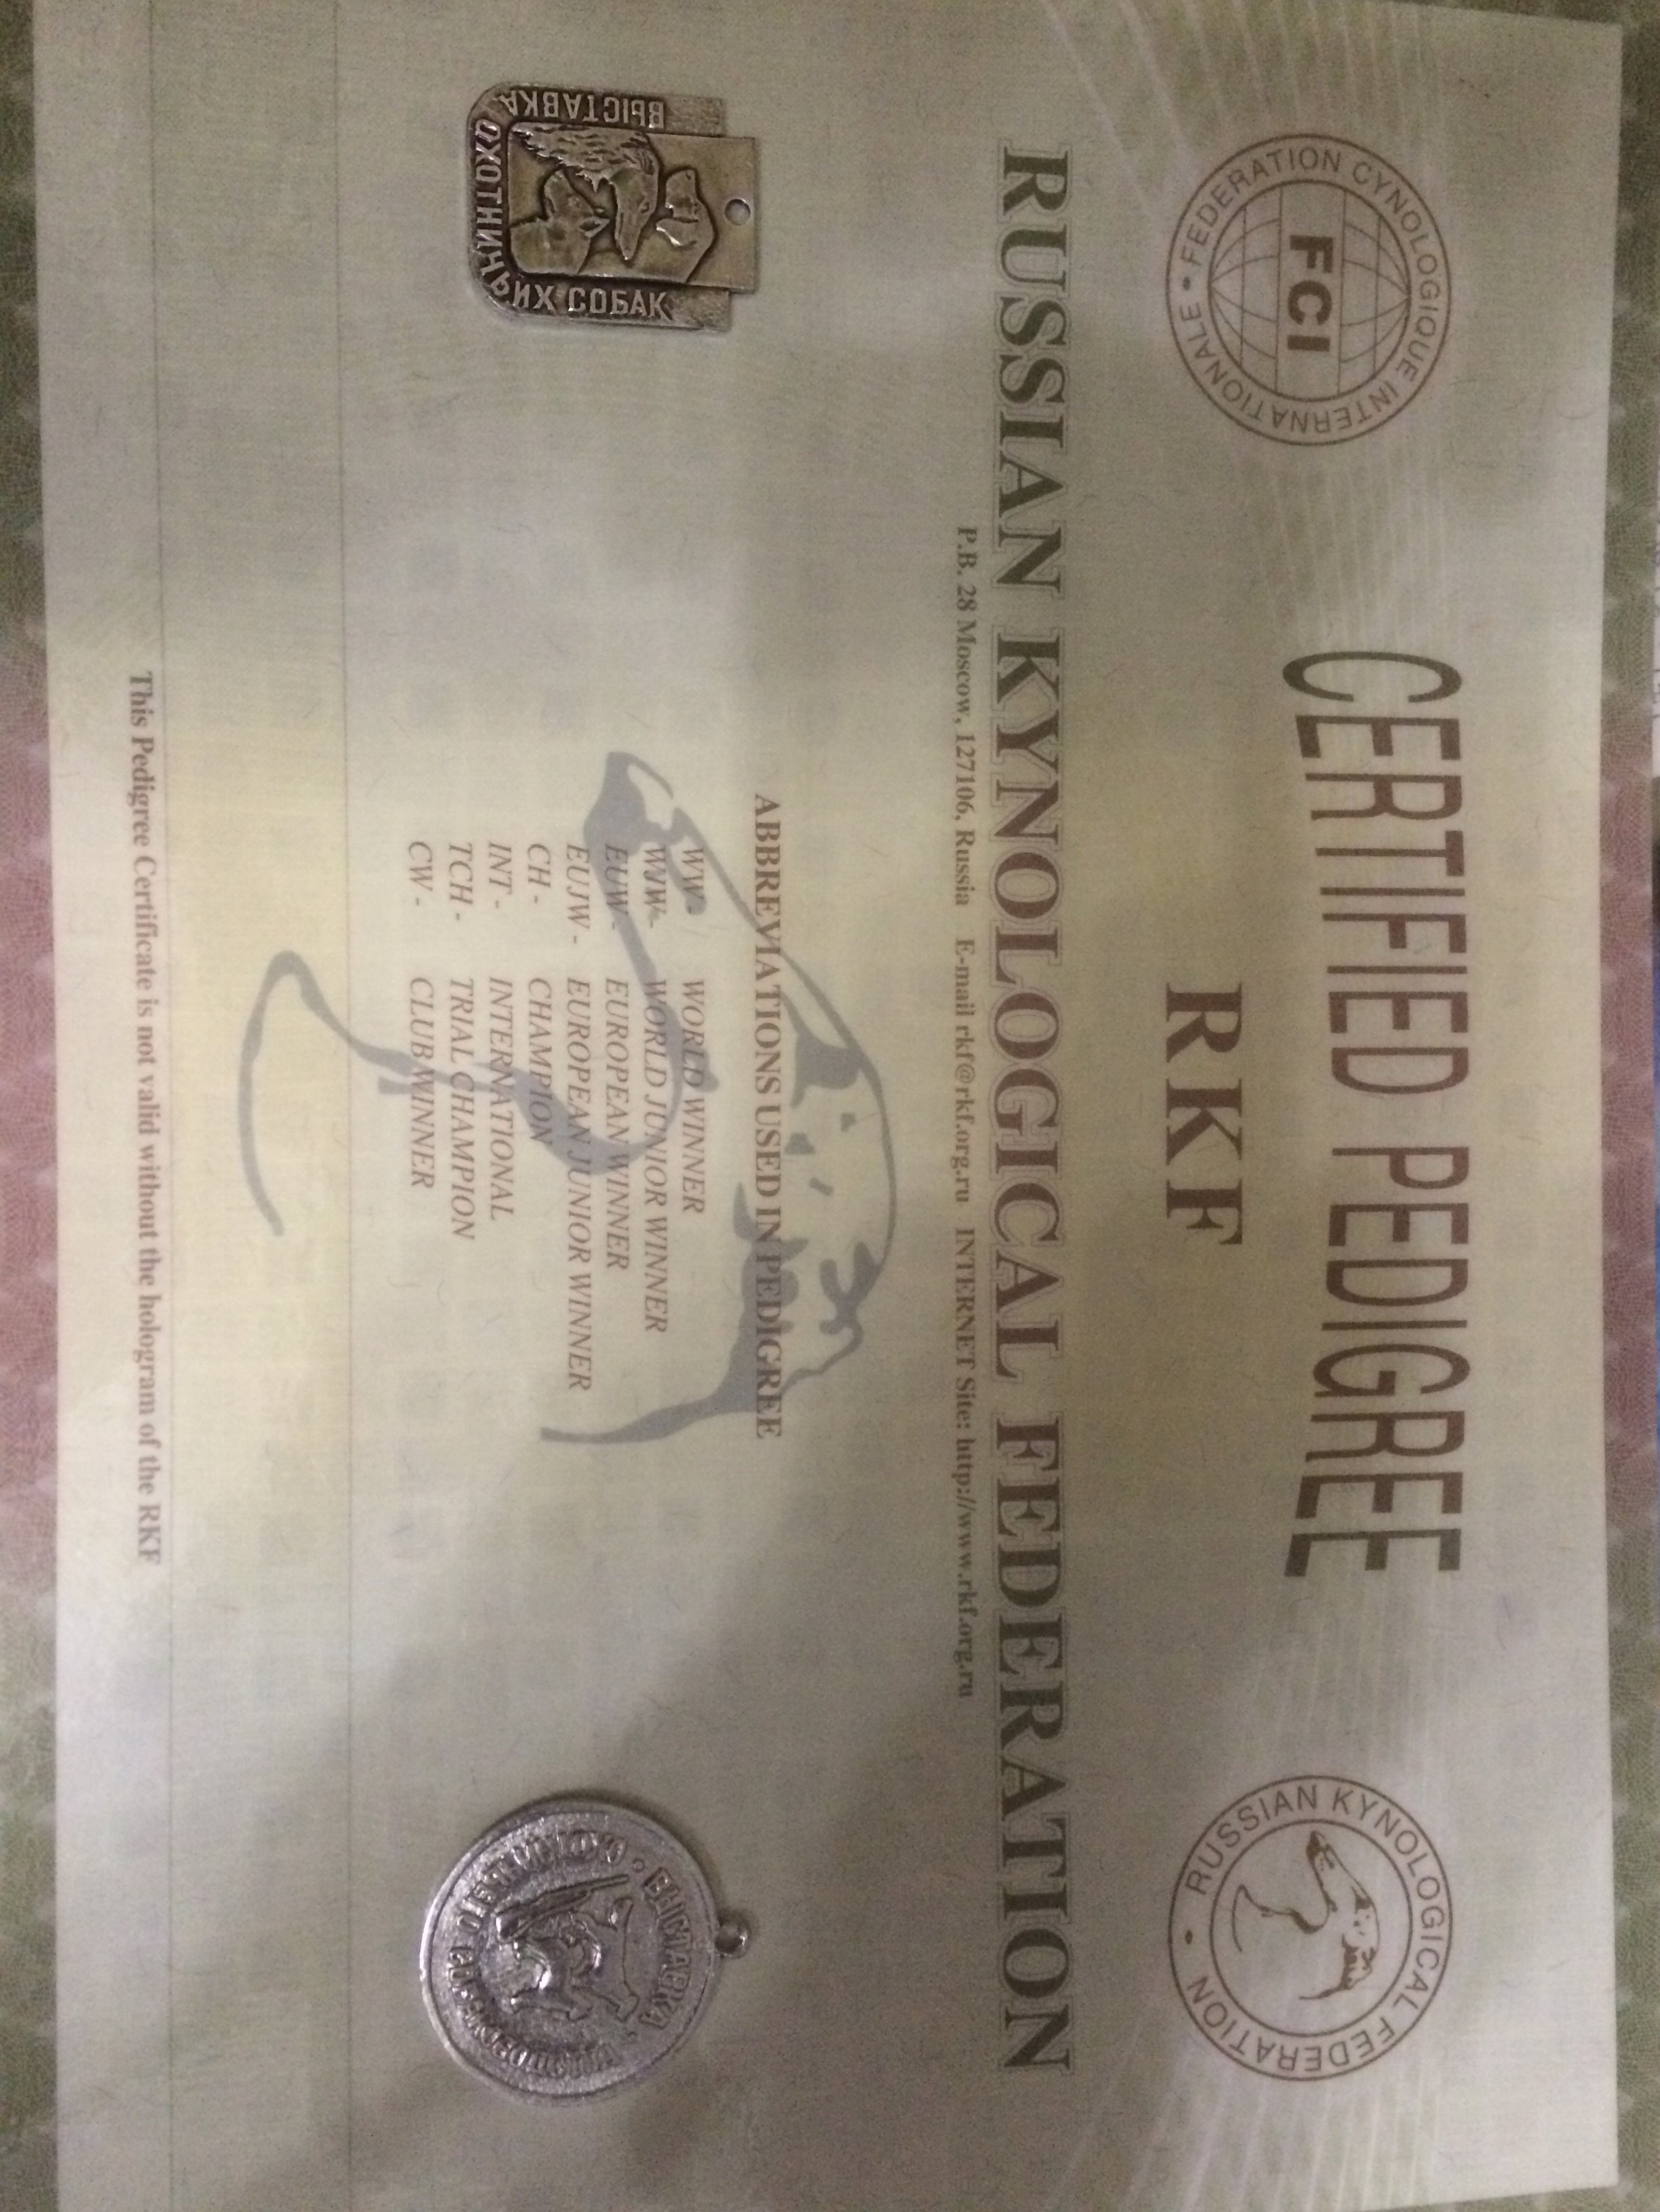 FEDERATION CYNOLOGIQUE INTERNATIONALE •
FCI
CERTIFIED PEDIGREE
RKF
RUSSIAN KYNOLOGICAL FEDERATION •
RUSSIAN KYNOLOGICAL FEDERATION
P.B. 28 Moscow, 127106, Russia E-mail rkf@rkf.org.ru INTERNET Site: http://www.rkf.org.ru
ABBREVIATIONS USED IN PEDIGREE
WW- WORLD WINNER
WJW- WORLD JUNIOR WINNER
EUW- EUROPEAN WINNER
EUJW - EUROPEAN JUNIOR WINNER
CH - CHAMPION
INT - INTERNATIONAL
TCH - TRIAL CHAMPION
CW - CLUB WINNER
ВЫСТАВКА ОХОТНИЧЬИХ СОБАК
ВЫСТАВКА
This Pedigree Certificate is not valid without the hologram of the RKF